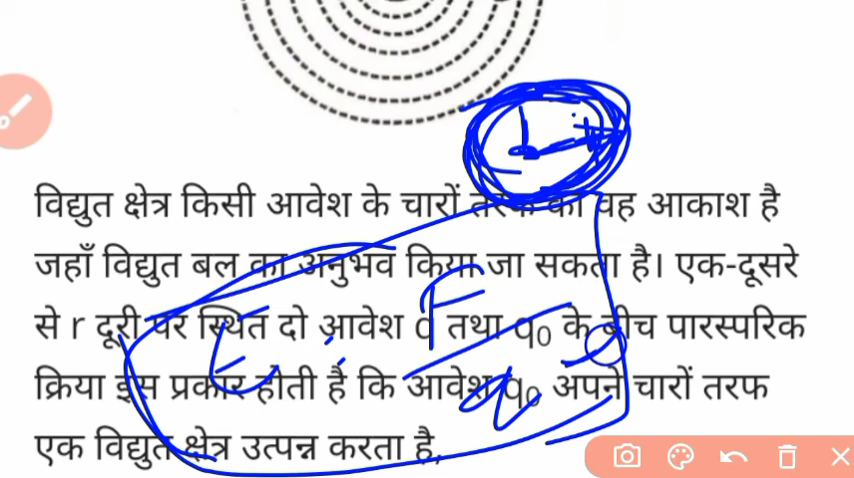 विद्युत क्षेत्र किसी आवेश के चारों तरफ का वह आकाश है
जहाँ विद्युत बल का अनुभव किया जा सकता है। एक-दूसरे
से r दूरी पर स्थित दो आवेश q तथा q₀ के बीच पारस्परिक
क्रिया इस प्रकार होती है कि आवेश q₀ अपने चारों तरफ
एक विद्युत क्षेत्र उत्पन्न करता है,
E = F
q₀